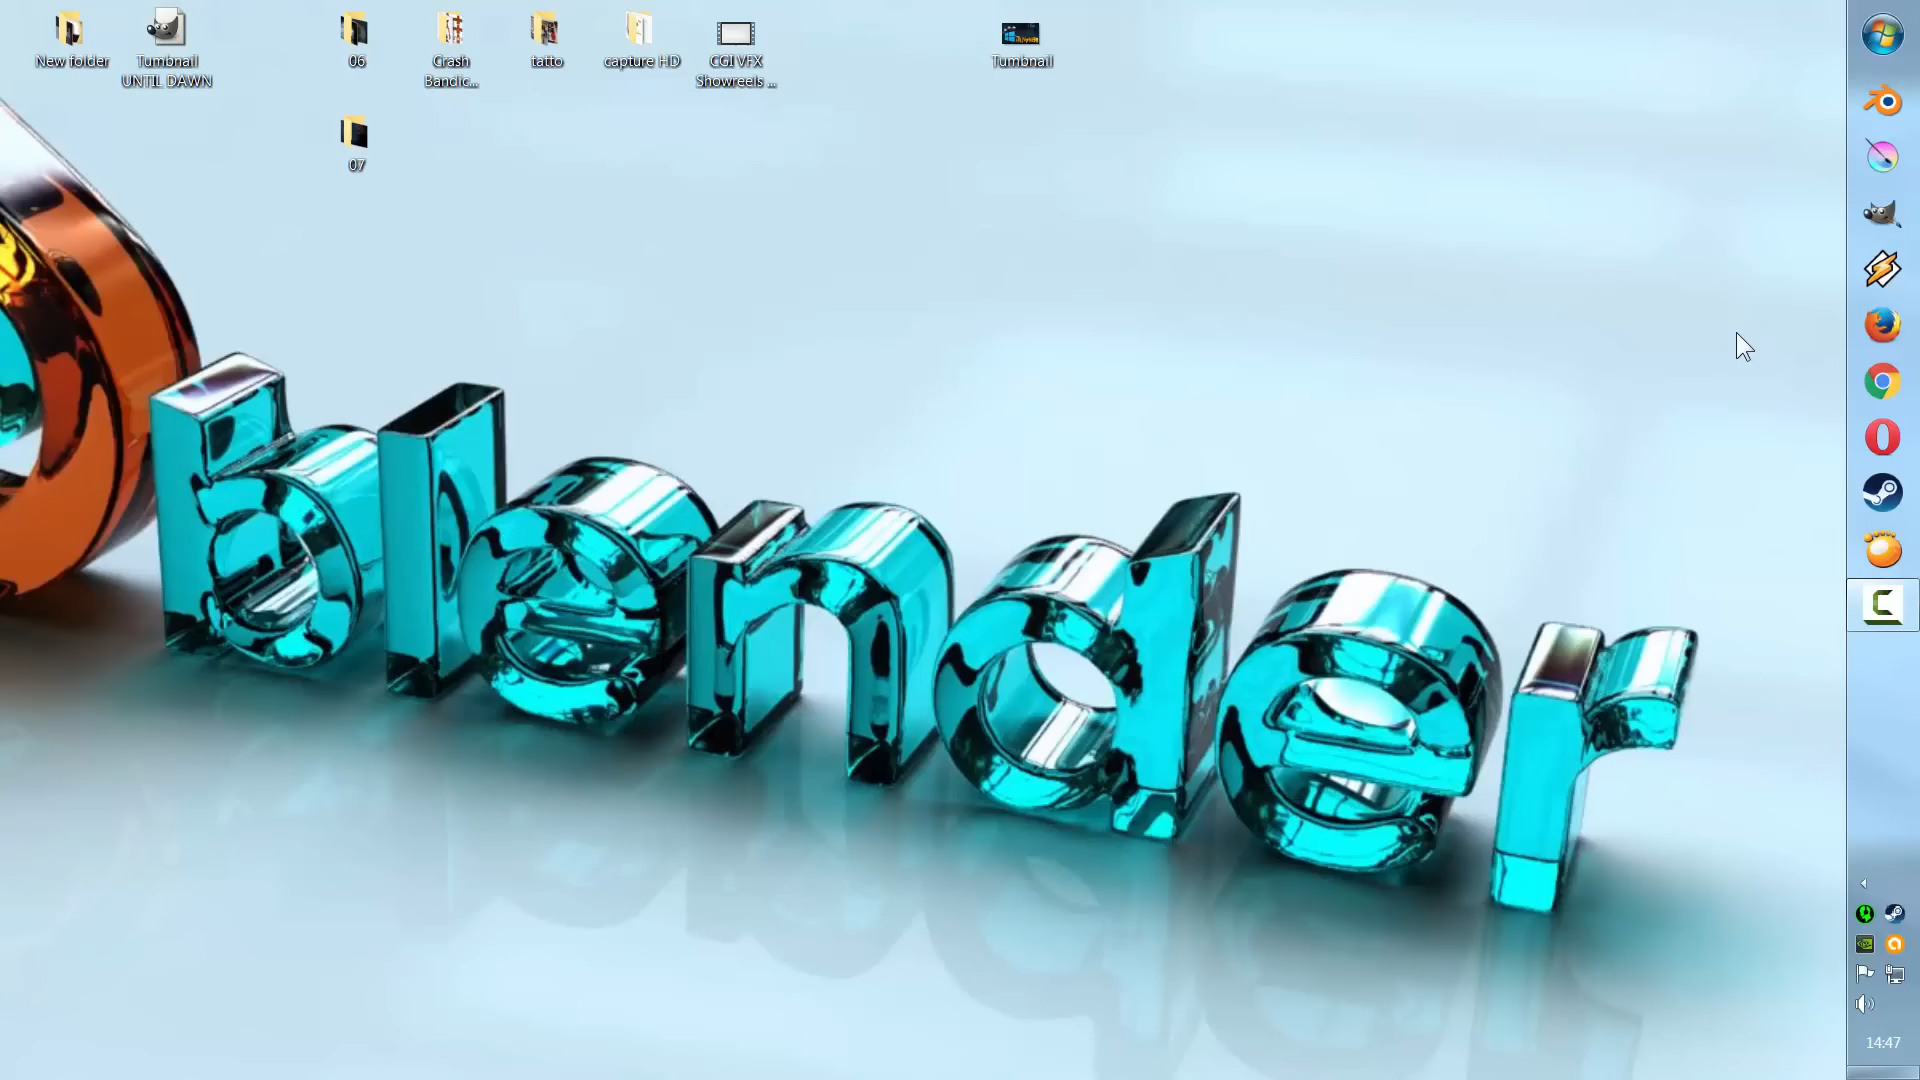 New folder
Tumbnail
UNTIL DAWN
06
Crash
Bandic...
tatto
capture HD
CGI VFX
Showreels ...
Tumbnail
07
blender
14:47